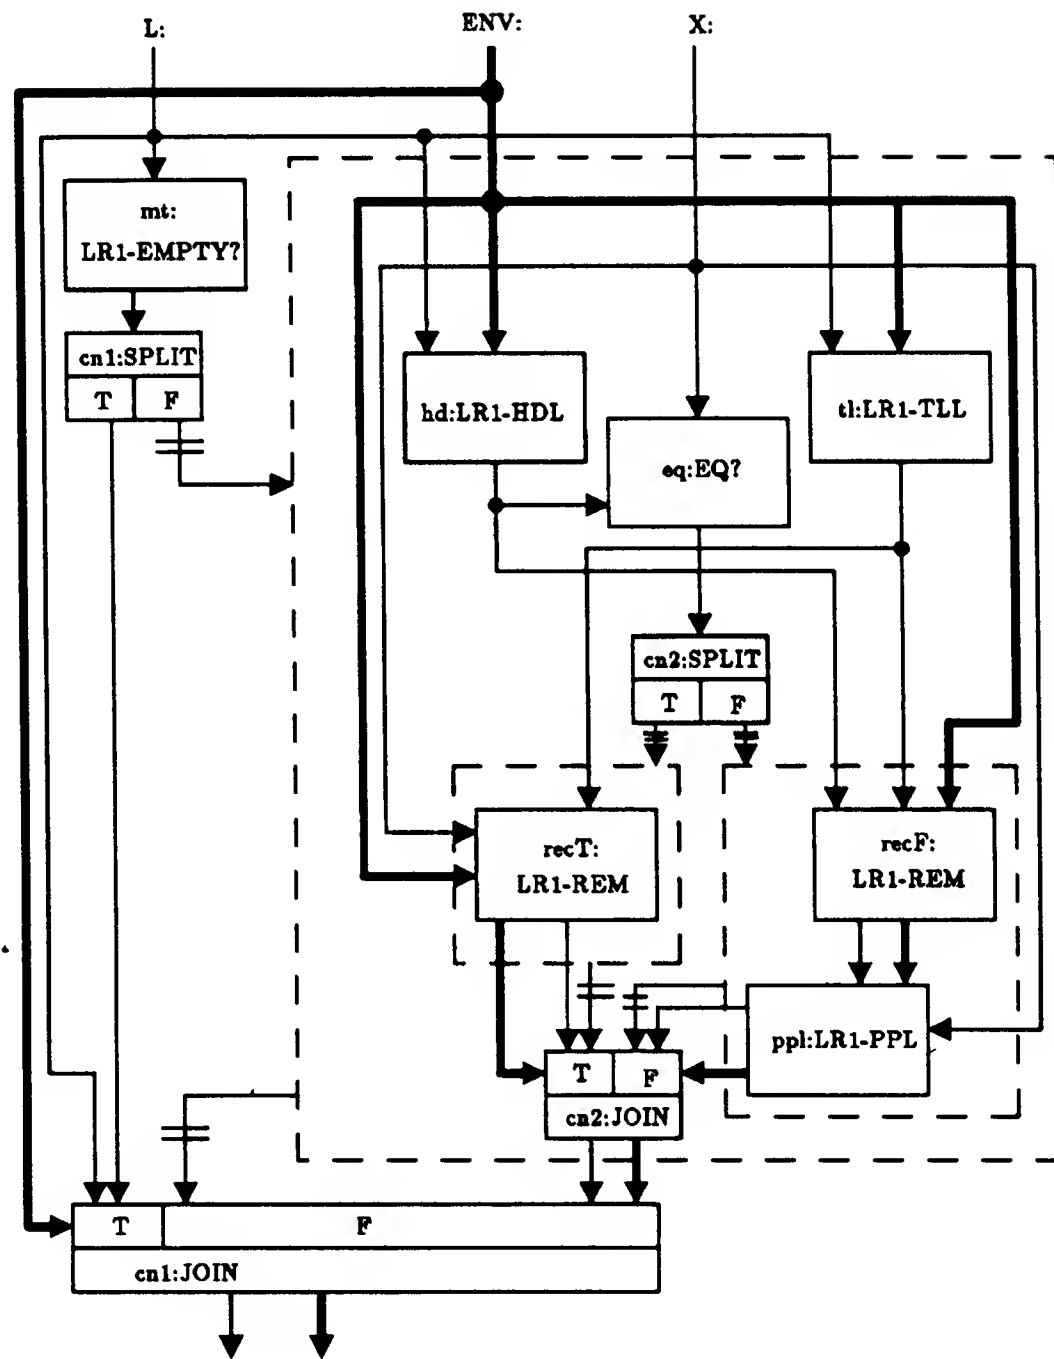 L:
ENV:
X:
mt:
LR1-EMPTY?
cn1:SPLIT
T
F
hd:LR1-HDL
tl:LR1-TLL
eq:EQ?
cn2:SPLIT
T
F
recT:
LR1-REM
recF:
LR1-REM
ppl:LR1-PPL
T
F
cn2:JOIN
T
F
cn1:JOIN